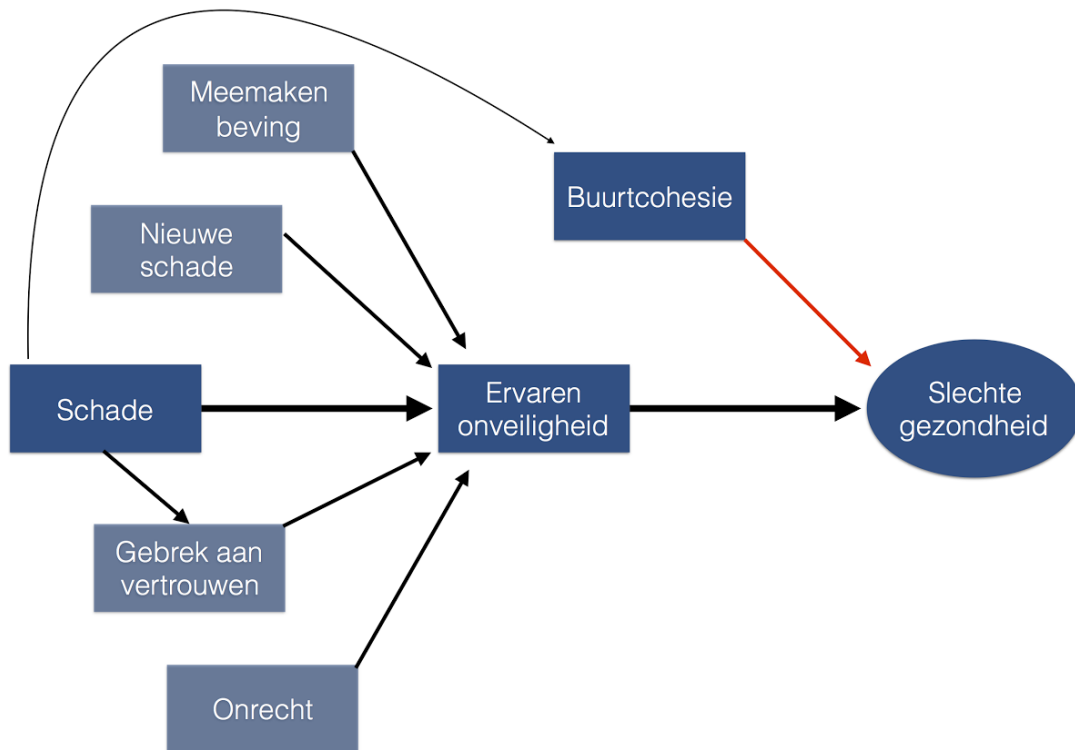 Meemaken
beving
Buurtcohesie
Nieuwe
schade
Schade
Ervaren
onveiligheid
Slechte
gezondheid
Gebrek aan
vertrouwen
Onrecht